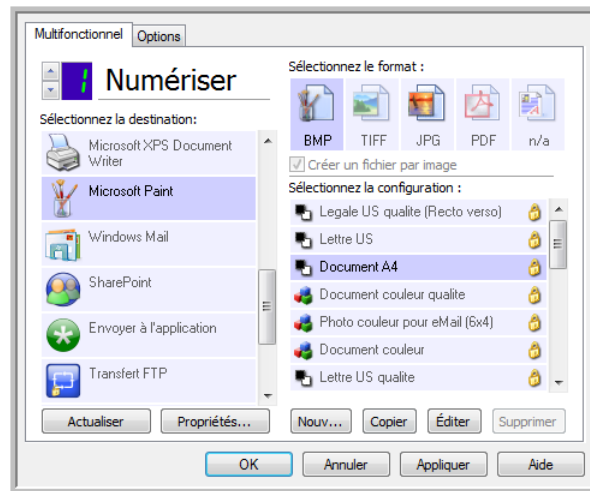 Multifonctionnel
Options
1
Numériser
Sélectionnez la destination:
Microsoft XPS Document
Writer
Microsoft Paint
Windows Mail
SharePoint
Envoyer à l'application
Transfert FTP
Actualiser
Propriétés...
Sélectionnez le format :
BMP TIFF JPG PDF n/a
Créer un fichier par image
Sélectionnez la configuration :
Legale US qualite (Recto verso)
Lettre US
Document A4
Document couleur qualite
Photo couleur pour eMail (6x4)
Document couleur
Lettre US qualite
Nouv... Copier Éditer Supprimer
OK Annuler Appliquer Aide